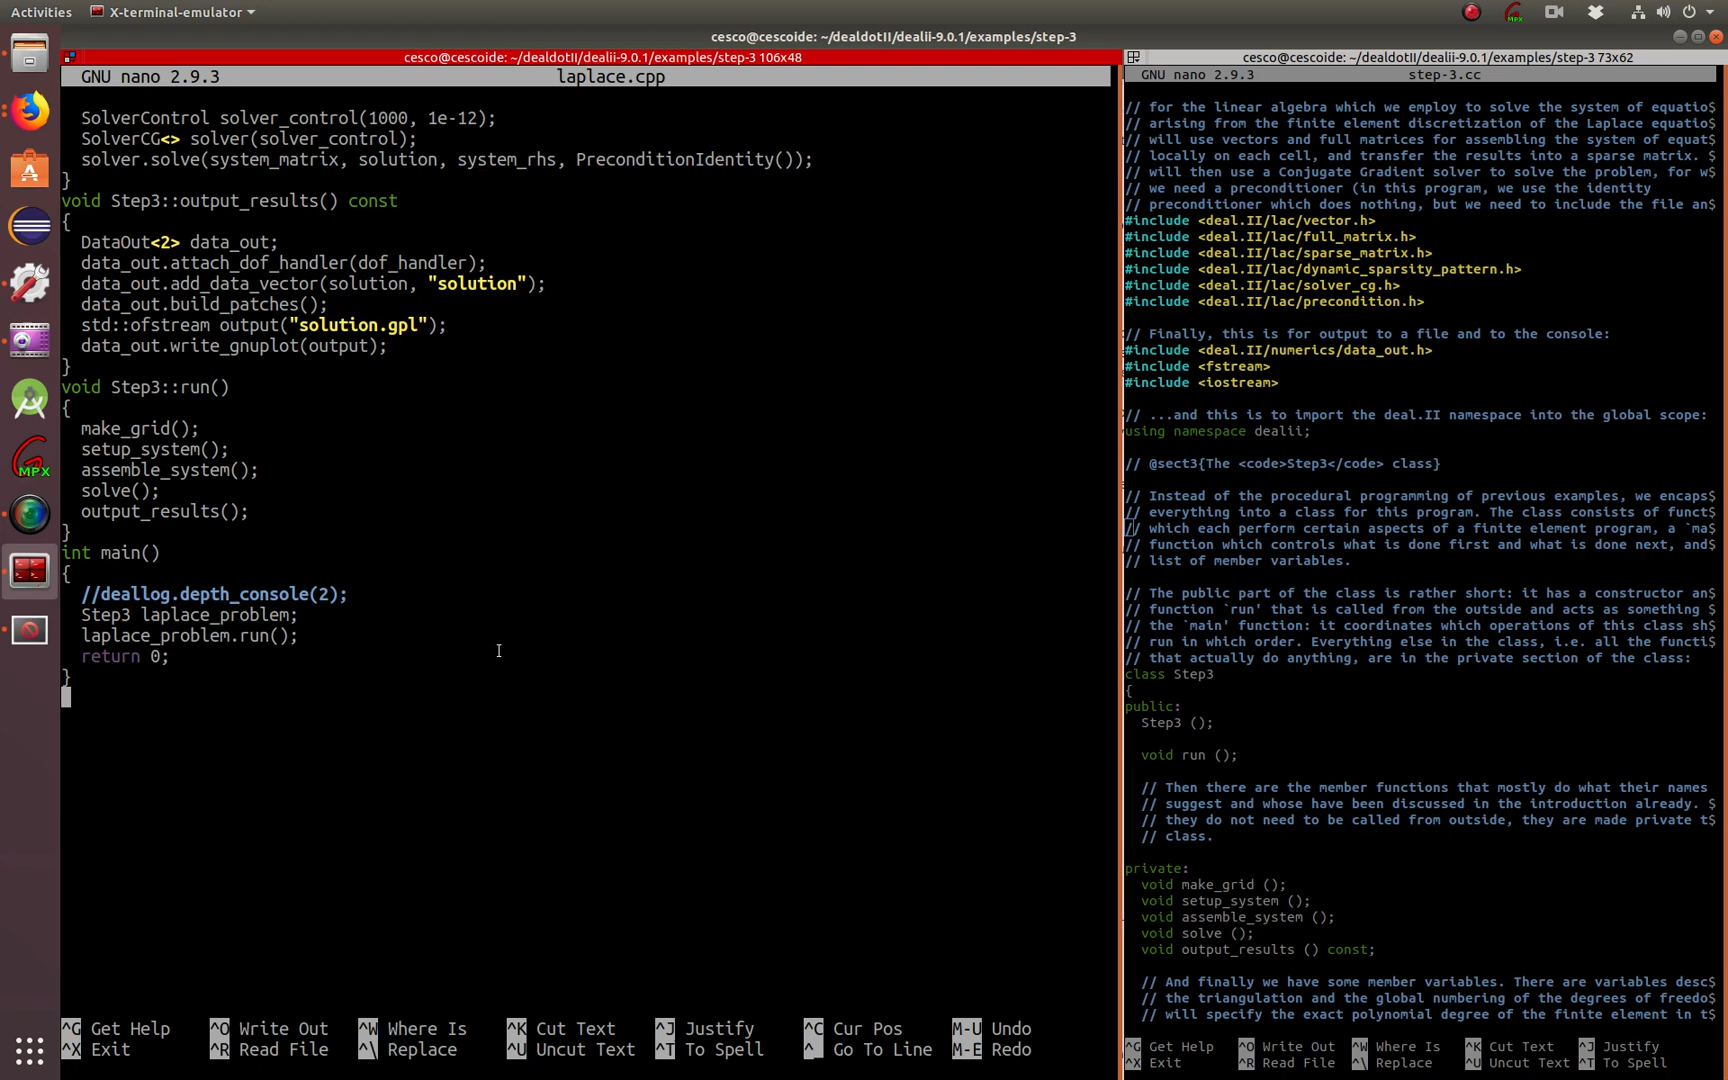 Activities
X-terminal-emulator
MPX
cesco@cescoide: ~/dealdotII/dealii-9.0.1/examples/step-3
cesco@cescoide: ~/dealdotII/dealii-9.0.1/examples/step-3 106x48
GNU nano 2.9.3 laplace.cpp
SolverControl solver_control(1000, 1e-12);
SolverCG<> solver(solver_control);
solver.solve(system_matrix, solution, system_rhs, PreconditionIdentity());
}
void Step3::output_results() const
{
DataOut<2> data_out;
data_out.attach_dof_handler(dof_handler);
data_out.add_data_vector(solution, "solution");
data_out.build_patches();
std::ofstream output("solution.gpl");
data_out.write_gnuplot(output);
}
void Step3::run()
{
make_grid();
setup_system();
assemble_system();
solve();
output_results();
}
int main()
{
//deallog.depth_console(2);
Step3 laplace_problem;
laplace_problem.run();
return 0;
}
^G Get Help ^O Write Out ^W Where Is ^K Cut Text ^J Justify ^C Cur Pos M-U Undo
^X Exit ^R Read File ^\ Replace ^U Uncut Text ^T To Spell ^_ Go To Line M-E Redo
MPX
cesco@cescoide: ~/dealdotII/dealii-9.0.1/examples/step-3 73x62
GNU nano 2.9.3 step-3.cc
// for the linear algebra which we employ to solve the system of equatio$
// arising from the finite element discretization of the Laplace equatio$
// will use vectors and full matrices for assembling the system of equat$
// locally on each cell, and transfer the results into a sparse matrix. $
// will then use a Conjugate Gradient solver to solve the problem, for w$
// we need a preconditioner (in this program, we use the identity
// preconditioner which does nothing, but we need to include the file an$
#include <deal.II/lac/vector.h>
#include <deal.II/lac/full_matrix.h>
#include <deal.II/lac/sparse_matrix.h>
#include <deal.II/lac/dynamic_sparsity_pattern.h>
#include <deal.II/lac/solver_cg.h>
#include <deal.II/lac/precondition.h>
// Finally, this is for output to a file and to the console:
#include <deal.II/numerics/data_out.h>
#include <fstream>
#include <iostream>
// ...and this is to import the deal.II namespace into the global scope:
using namespace dealii;
// @sect3{The <code>Step3</code> class}
// Instead of the procedural programming of previous examples, we encaps$
// everything into a class for this program. The class consists of funct$
// which each perform certain aspects of a finite element program, a `ma$
// function which controls what is done first and what is done next, and$
// list of member variables.
// The public part of the class is rather short: it has a constructor an$
// function `run' that is called from the outside and acts as something $
// the `main' function: it coordinates which operations of this class sh$
// run in which order. Everything else in the class, i.e. all the functi$
// that actually do anything, are in the private section of the class:
class Step3
{
public:
Step3 ();
void run ();
// Then there are the member functions that mostly do what their names
// suggest and whose have been discussed in the introduction already. $
// they do not need to be called from outside, they are made private t$
// class.
private:
void make_grid ();
void setup_system ();
void assemble_system ();
void solve ();
void output_results () const;
// And finally we have some member variables. There are variables desc$
// the triangulation and the global numbering of the degrees of freedo$
// will specify the exact polynomial degree of the finite element in t$
^G Get Help ^O Write Out ^W Where Is ^K Cut Text ^J Justify
^X Exit ^R Read File ^\ Replace ^U Uncut Text ^T To Spell